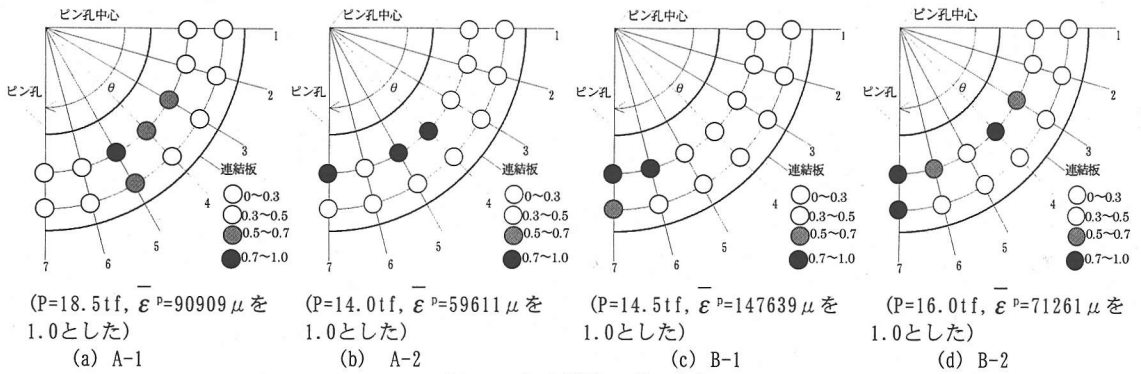 ピン孔中心
1
θ
ピン孔
2
3
連結板
4
0~0.3
0.3~0.5
0.5~0.7
0.7~1.0
5
6
7
(P=18.5tf, ε̅ᵖ=90909μを
1.0とした)
(a) A-1
ピン孔中心
1
θ
ピン孔
2
3
連結板
4
0~0.3
0.3~0.5
0.5~0.7
0.7~1.0
5
6
7
(P=14.0tf, ε̅ᵖ=59611μを
1.0とした)
(b) A-2
ピン孔中心
1
θ
ピン孔
2
3
連結板
4
0~0.3
0.3~0.5
0.5~0.7
0.7~1.0
5
6
7
(P=14.5tf, ε̅ᵖ=147639μを
1.0とした)
(c) B-1
ピン孔中心
1
θ
ピン孔
2
3
連結板
4
0~0.3
0.3~0.5
0.5~0.7
0.7~1.0
5
6
7
(P=16.0tf, ε̅ᵖ=71261μを
1.0とした)
(d) B-2